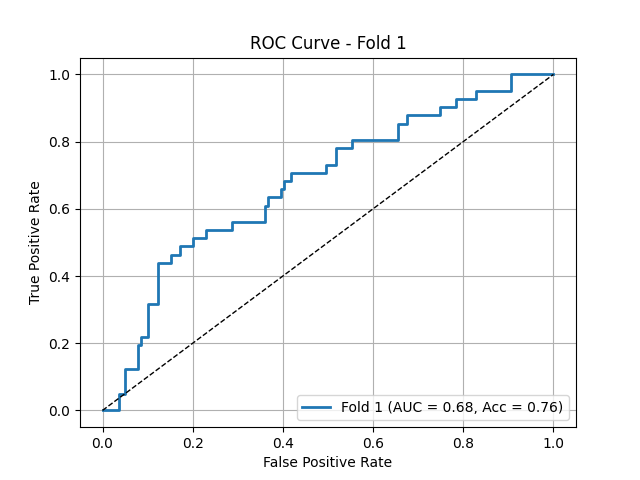 ROC Curve - Fold 1
True Positive Rate
1.0
0.8
0.6
0.4
0.2
0.0
Fold 1 (AUC = 0.68, Acc = 0.76)
0.0 0.2 0.4 0.6 0.8 1.0
False Positive Rate